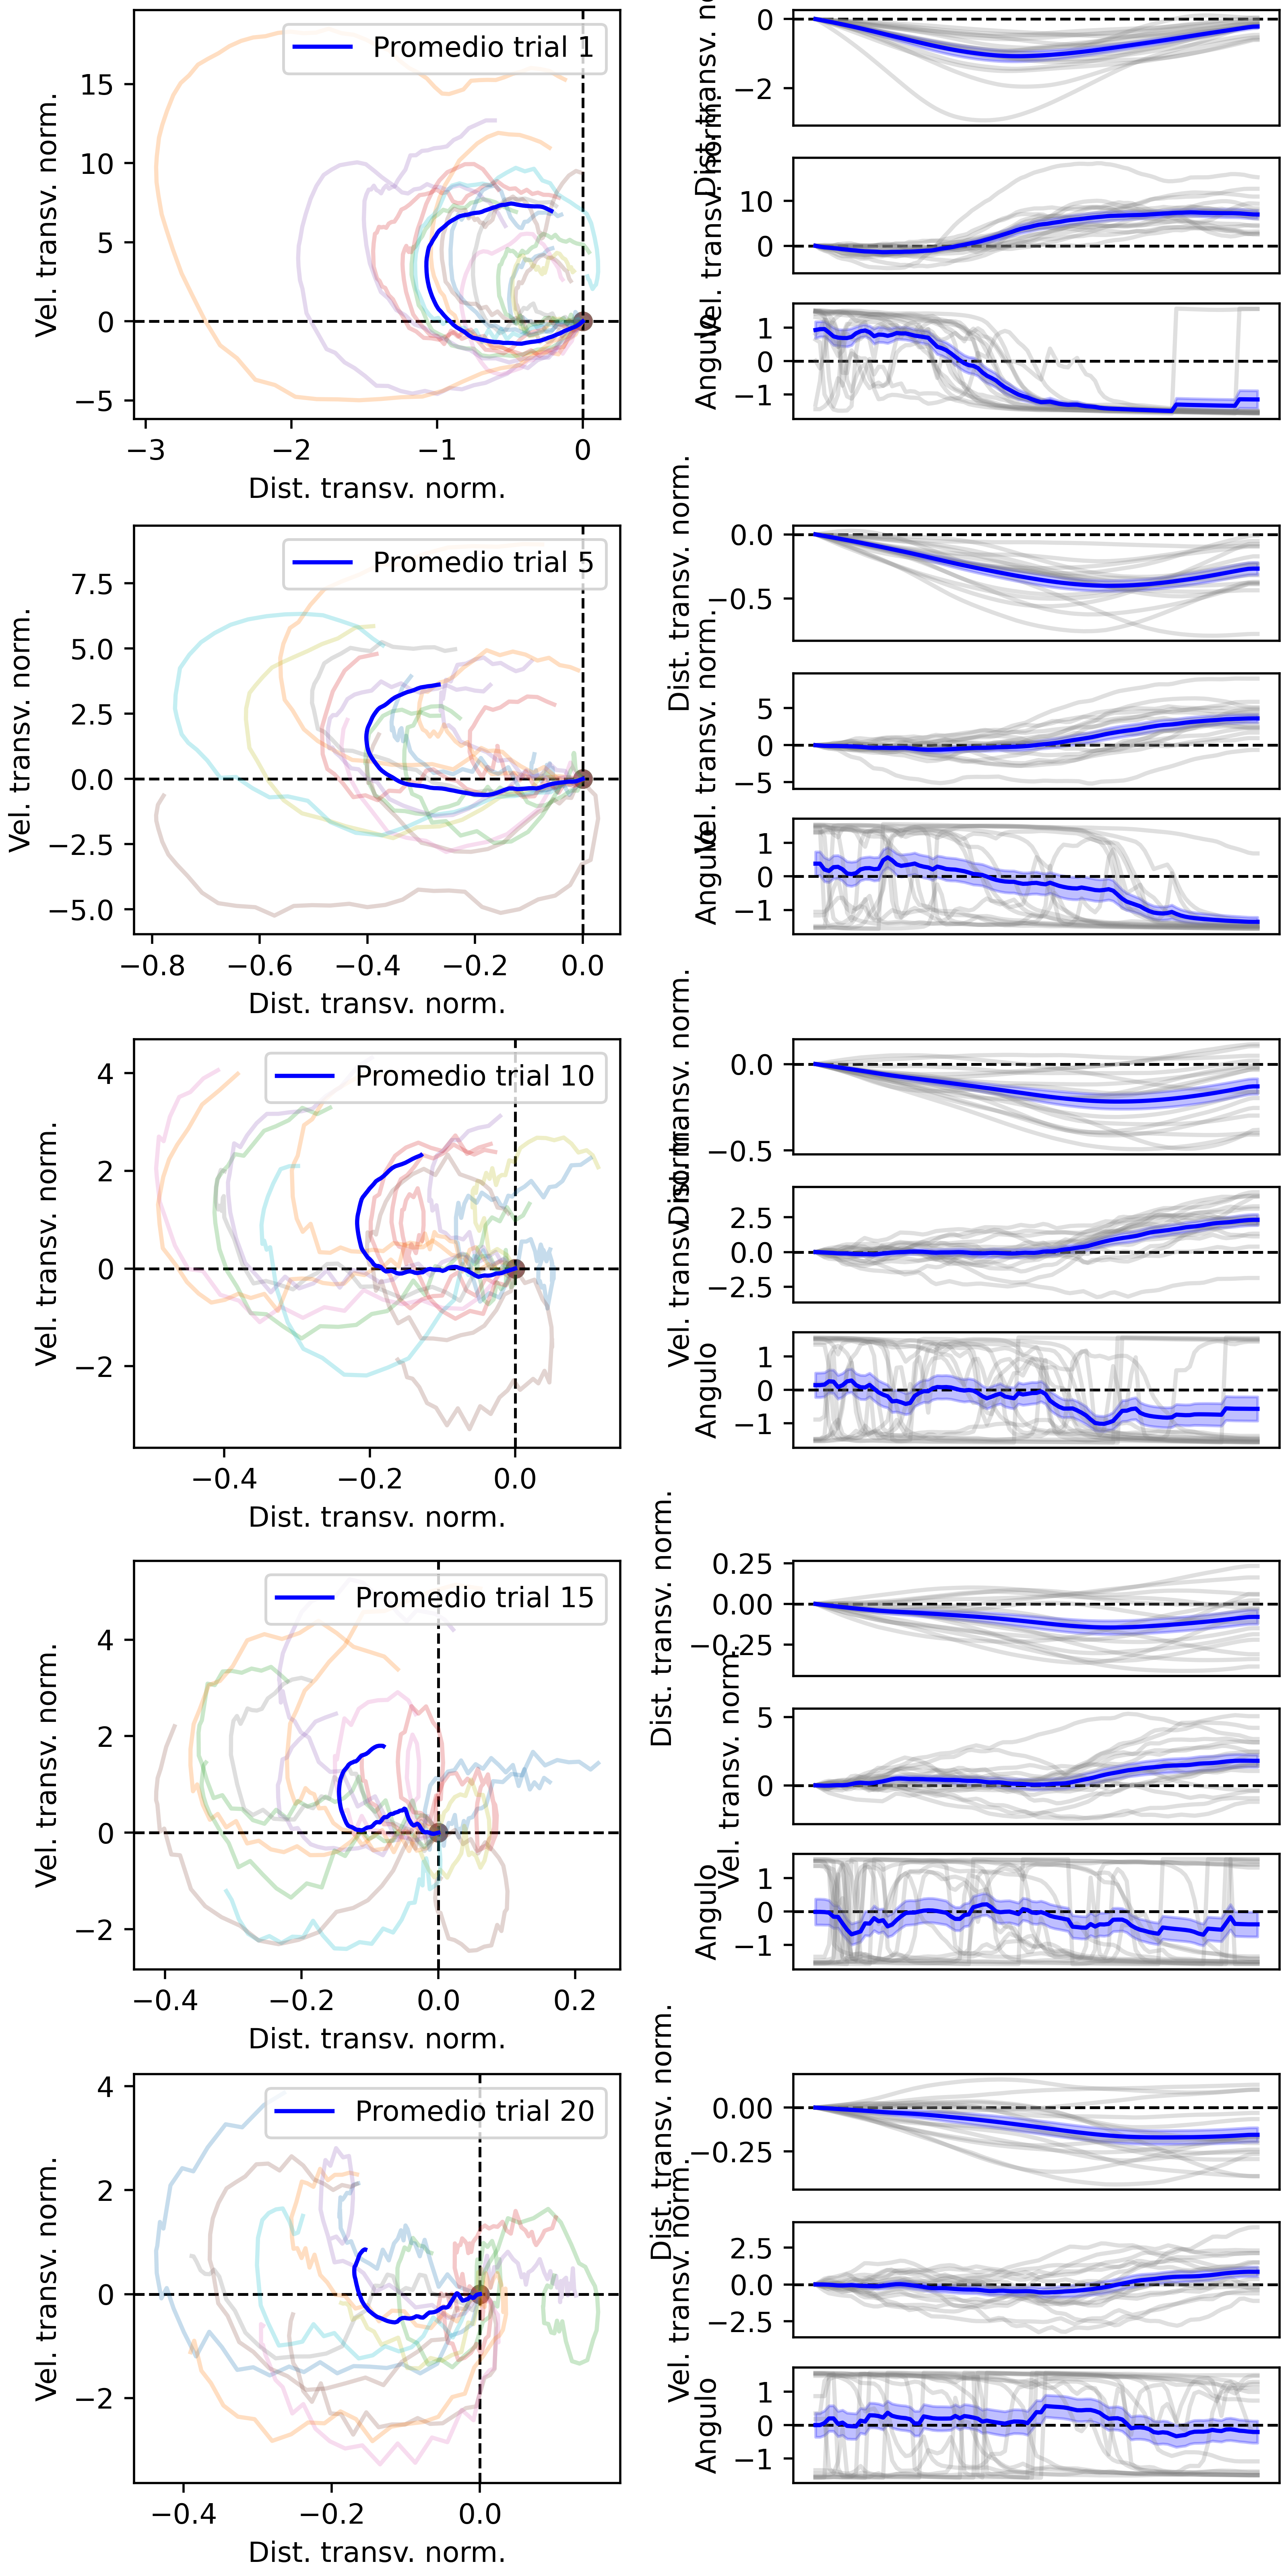 Promedio trial 1
Vel. transv. norm.
15
10
5
0
−5
−3
−2
−1
0
Dist. transv. norm.
0
−2
Dist. transv. no
10
0
Vel. transv. norm.
1
0
−1
Angulo
Promedio trial 5
Vel. transv. norm.
7.5
5.0
2.5
0.0
−2.5
−5.0
−0.8
−0.6
−0.4
−0.2
0.0
Dist. transv. norm.
0.0
−0.5
Dist. transv. norm.
5
0
−5
Vel. transv. norm.
1
0
−1
Angulo
Promedio trial 10
Vel. transv. norm.
4
2
0
−2
−0.4
−0.2
0.0
Dist. transv. norm.
0.0
−0.5
Dist. transv. norm.
2.5
0.0
−2.5
Vel. transv. norm.
1
0
−1
Angulo
Promedio trial 15
Vel. transv. norm.
4
2
0
−2
−0.4
−0.2
0.0
0.2
Dist. transv. norm.
0.25
0.00
−0.25
Dist. transv. norm.
5
0
Vel. transv. norm.
1
0
−1
Angulo
Promedio trial 20
Vel. transv. norm.
4
2
0
−2
−0.4
−0.2
0.0
Dist. transv. norm.
0.00
−0.25
Dist. transv. norm.
2.5
0.0
−2.5
Vel. transv. norm.
1
0
−1
Angulo